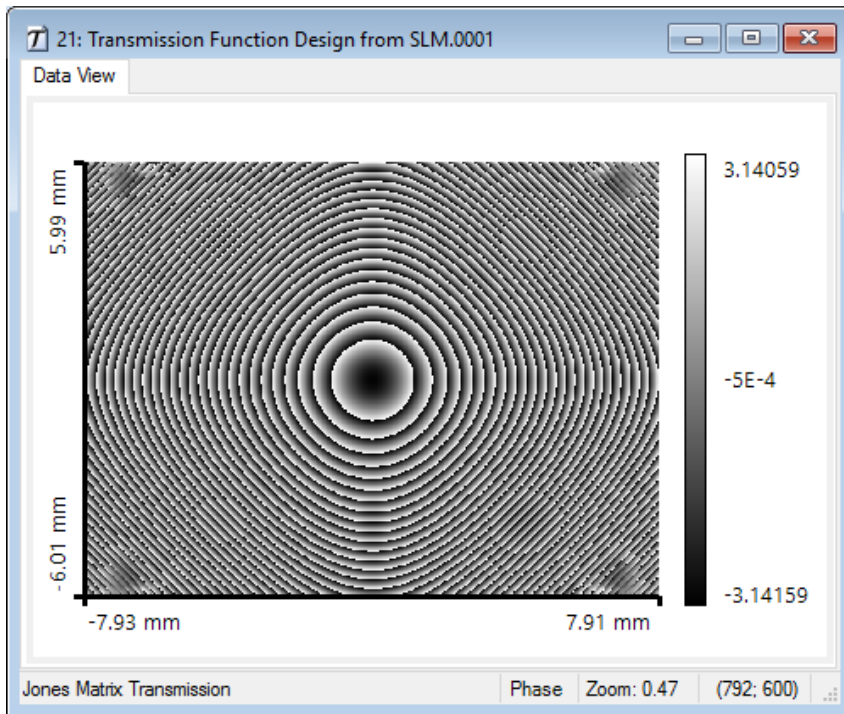 21: Transmission Function Design from SLM.0001
Data View
5.99 mm
-6.01 mm
-7.93 mm
7.91 mm
3.14059
-5E-4
-3.14159
Jones Matrix Transmission
Phase
Zoom: 0.47
(792; 600)